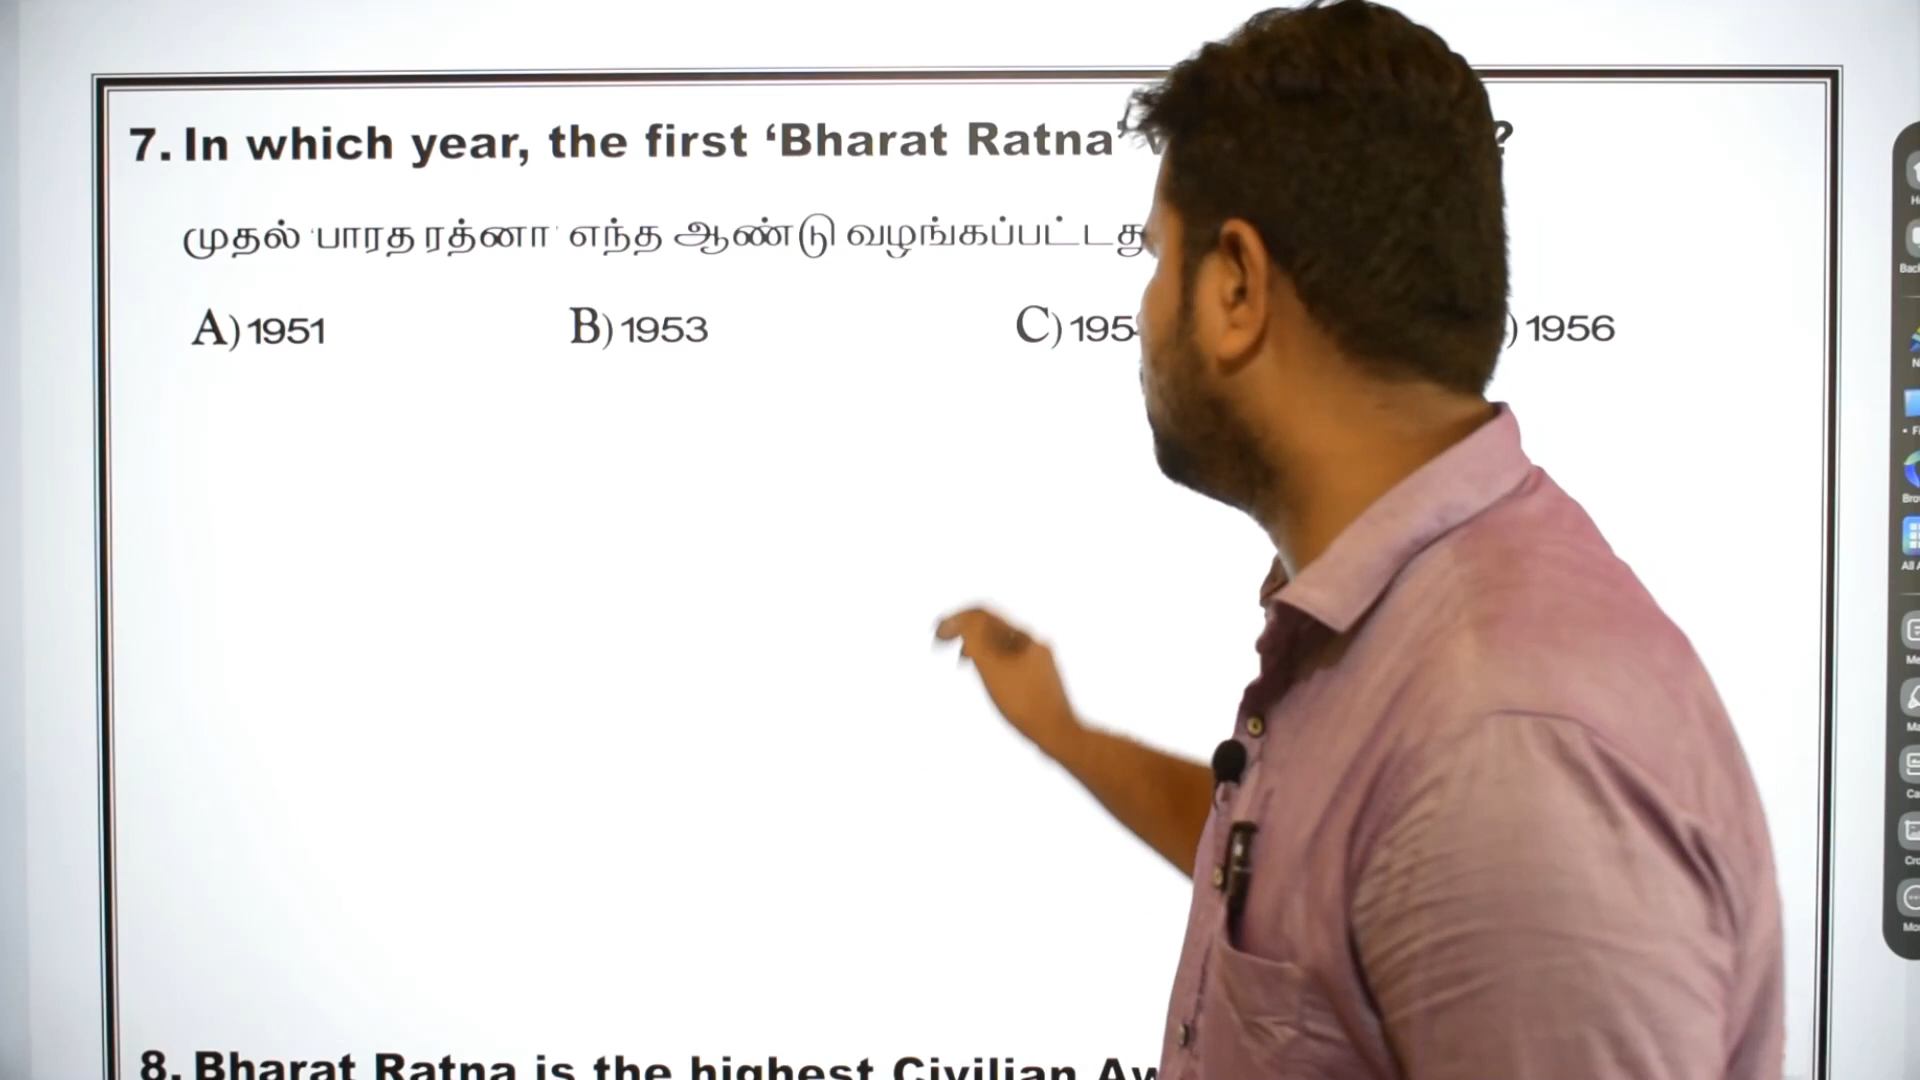 7. In which year, the first ‘Bharat Ratna’ ?
முதல் ‘பாரத ரத்னா’ எந்த ஆண்டு வழங்கப்பட்டது
A) 1951 B) 1953 C) 195 ) 1956
8. Bharat Ratna is the highest Civilian